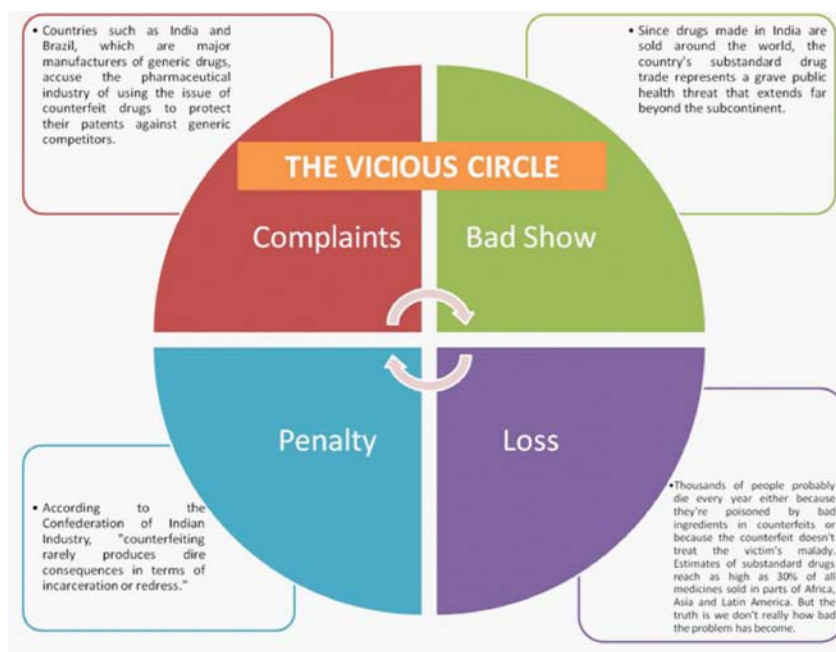 • Countries such as India and
Brazil, which are major
manufacturers of generic drugs,
accuse the pharmaceutical
industry of using the issue of
counterfeit drugs to protect
their patents against generic
competitors.
• Since drugs made in India are
sold around the world, the
country's substandard drug
trade represents a grave public
health threat that extends far
beyond the subcontinent.
THE VICIOUS CIRCLE
Complaints
Bad Show
Penalty
Loss
• According to the
Confederation of Indian
Industry, "counterfeiting
rarely produces dire
consequences in terms of
incarceration or redress."
•Thousands of people probably
die every year either because
they're poisoned by bad
ingredients in counterfeits or
because the counterfeit doesn't
treat the victim's malady.
Estimates of substandard drugs
reach as high as 30% of all
medicines sold in parts of Africa,
Asia and Latin America. But the
truth is we don't really how bad
the problem has become.